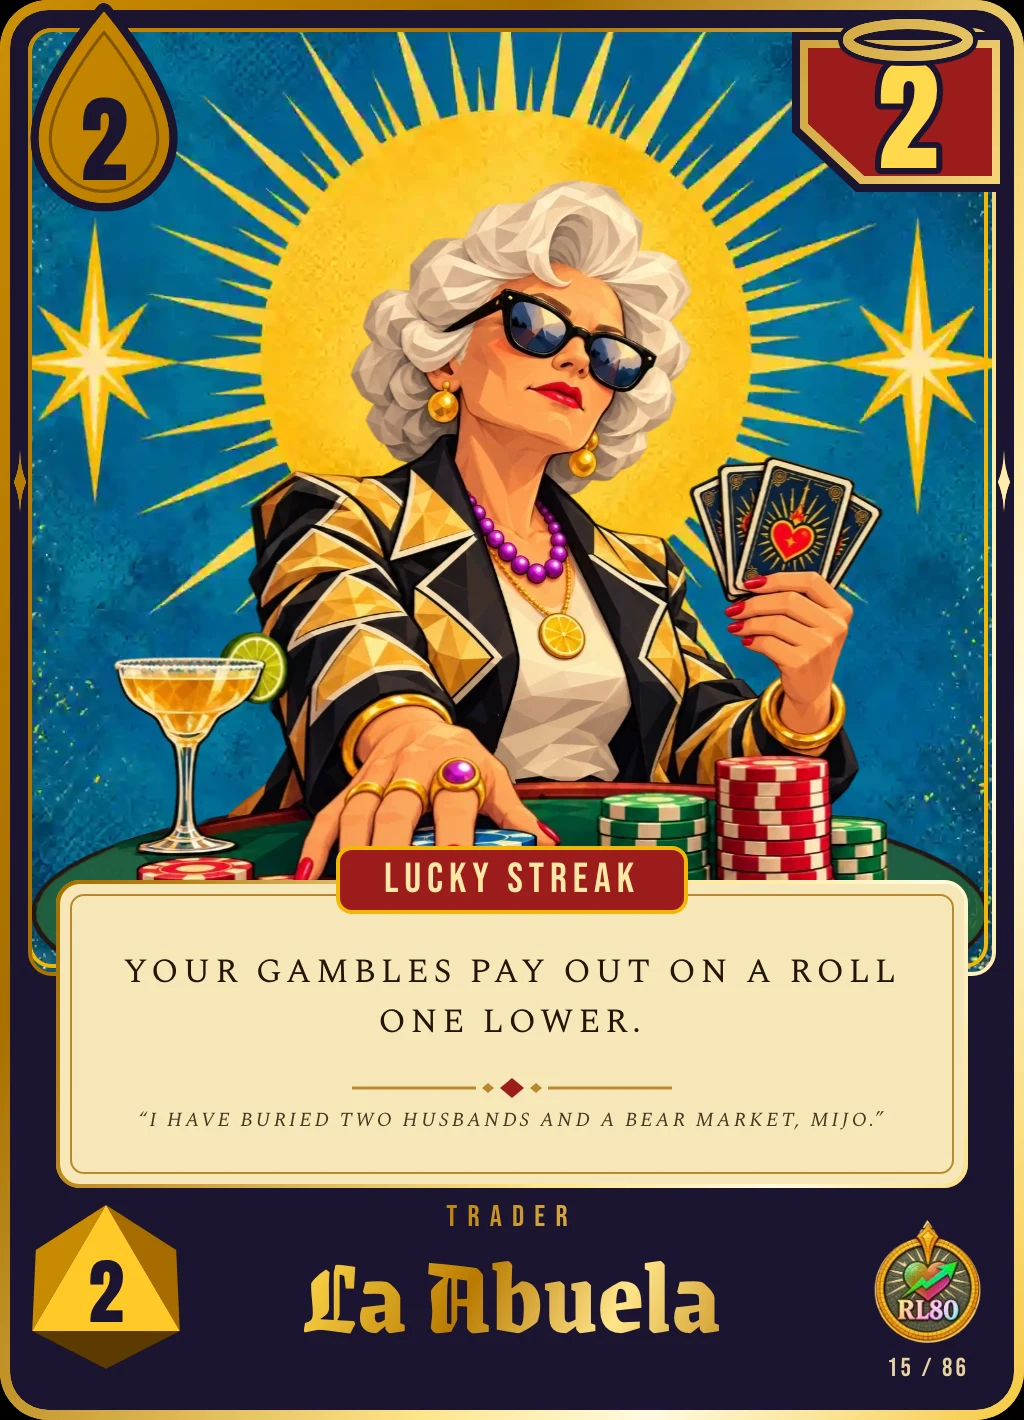 2
2
LUCKY STREAK
YOUR GAMBLES PAY OUT ON A ROLL
ONE LOWER.
“I HAVE BURIED TWO HUSBANDS AND A BEAR MARKET, MIJO.”
TRADER
2
La Abuela
RL80
15 / 86